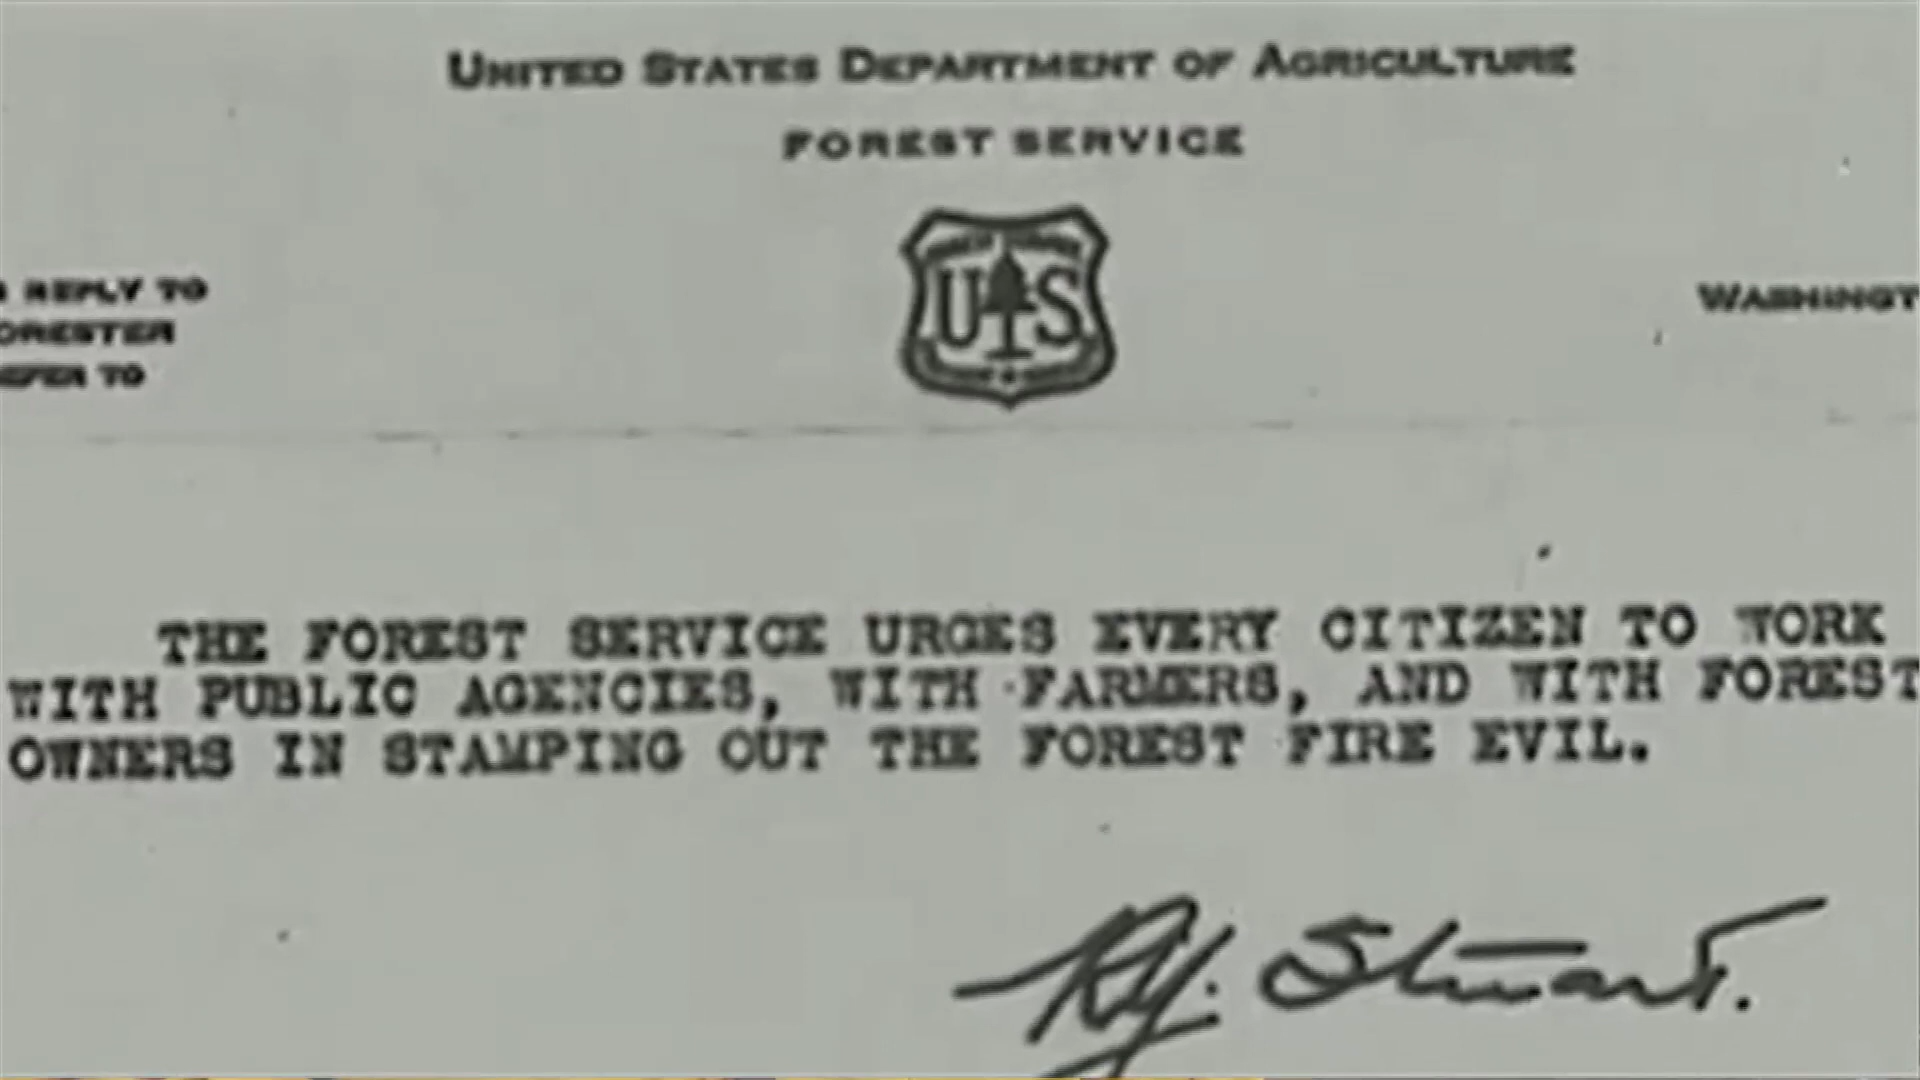 UNITED STATES DEPARTMENT OF AGRICULTURE
FOREST SERVICE
U S
REPLY TO
ORESTER
EFER TO
WASHINGT
THE FOREST SERVICE URGES EVERY CITIZEN TO WORK
WITH PUBLIC AGENCIES, WITH FARMERS, AND WITH FOREST
OWNERS IN STAMPING OUT THE FOREST FIRE EVIL.
R.Y. Stuart.